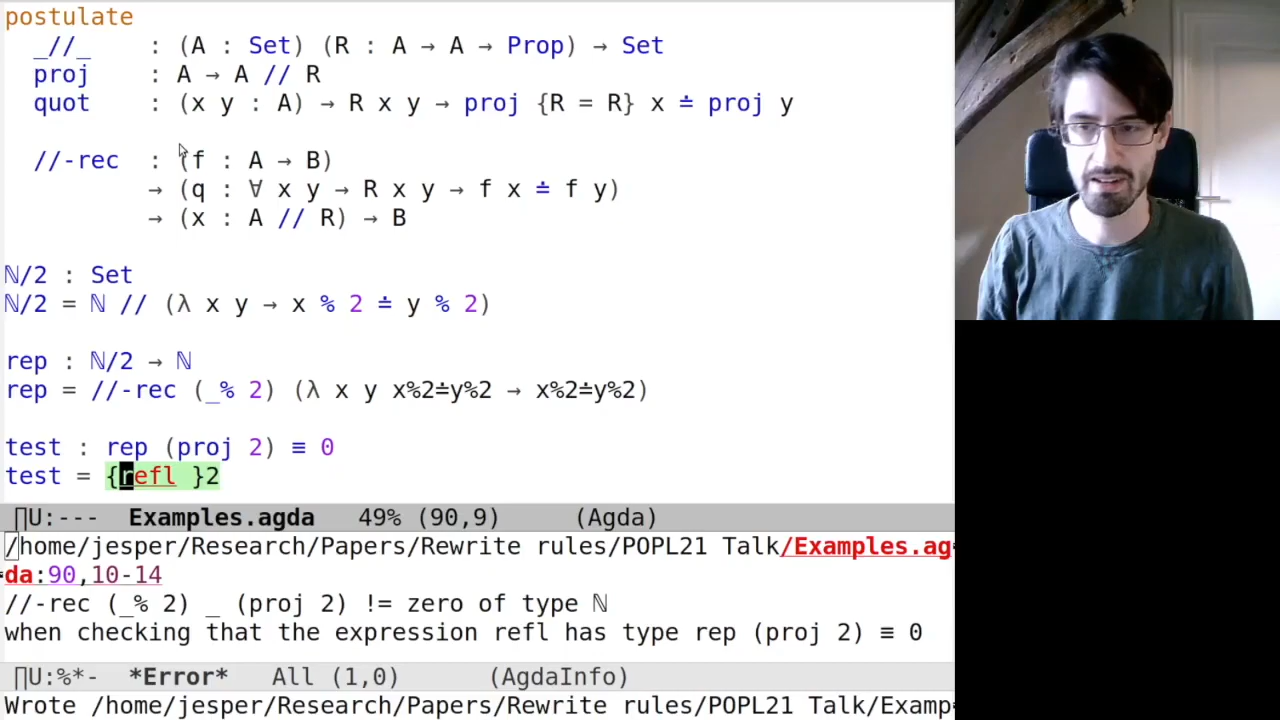 postulate
_//_ : (A : Set) (R : A → A → Prop) → Set
proj : A → A // R
quot : (x y : A) → R x y → proj {R = R} x ≐ proj y
//-rec : (f : A → B)
→ (q : ∀ x y → R x y → f x ≐ f y)
→ (x : A // R) → B
ℕ/2 : Set
ℕ/2 = ℕ // (λ x y → x % 2 ≐ y % 2)
rep : ℕ/2 → ℕ
rep = //-rec (_% 2) (λ x y x%2≐y%2 → x%2≐y%2)
test : rep (proj 2) ≡ 0
test = {refl }2
∏U:--- Examples.agda 49% (90,9) (Agda)
/home/jesper/Research/Papers/Rewrite rules/POPL21 Talk/Examples.ag
da:90,10-14
//-rec (_% 2) _ (proj 2) != zero of type ℕ
when checking that the expression refl has type rep (proj 2) ≡ 0
∏U:%*- *Error* All (1,0) (AgdaInfo)
Wrote /home/jesper/Research/Papers/Rewrite rules/POPL21 Talk/Examp